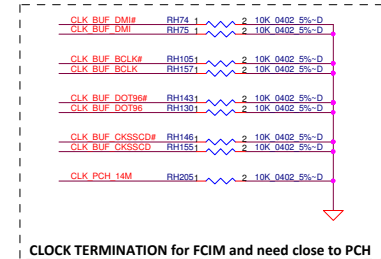 CLK_BUF_DMI# RH74 1 2 10K_0402_5%~D
CLK_BUF_DMI RH75 1 2 10K_0402_5%~D
CLK_BUF_BCLK# RH105 1 2 10K_0402_5%~D
CLK_BUF_BCLK RH157 1 2 10K_0402_5%~D
CLK_BUF_DOT96# RH143 1 2 10K_0402_5%~D
CLK_BUF_DOT96 RH130 1 2 10K_0402_5%~D
CLK_BUF_CKSSCD# RH146 1 2 10K_0402_5%~D
CLK_BUF_CKSSCD RH155 1 2 10K_0402_5%~D
CLK_PCH_14M RH205 1 2 10K_0402_5%~D
CLOCK TERMINATION for FCIM and need close to PCH